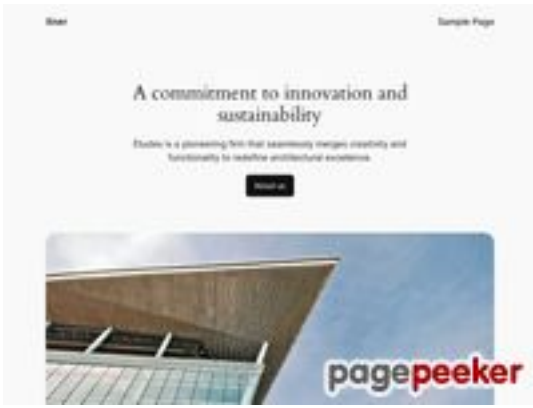 Sample Page
A commitment to innovation and
sustainability
Études is a pioneering firm that seamlessly merges creativity and
functionality to redefine architectural excellence.
About us
pagepeeker